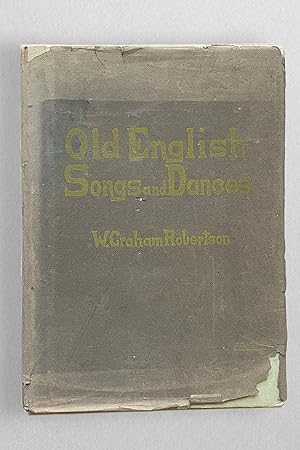 Old English
Songs and Dances
W. Graham Robertson